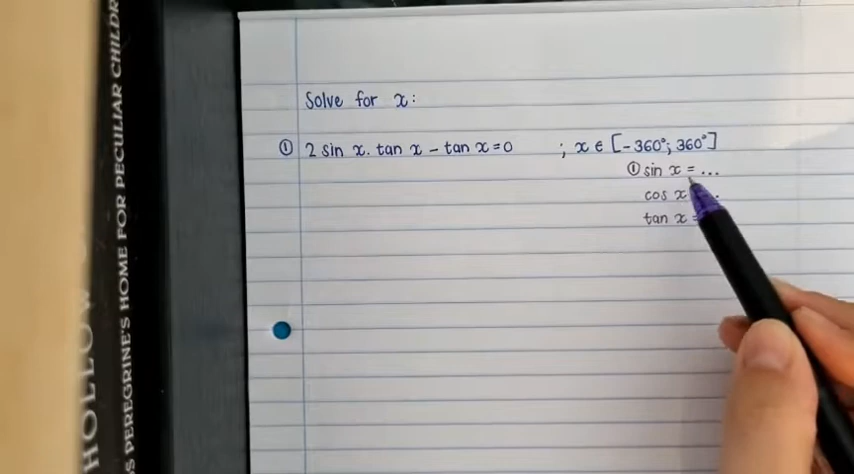 Solve for x:
① 2 sin x. tan x - tan x = 0 ; x ∈ [-360°; 360°]
① sin x = ...
cos x
tan x =
HOLLOW
PEREGRINE'S HOME FOR PECULIAR CHILDR